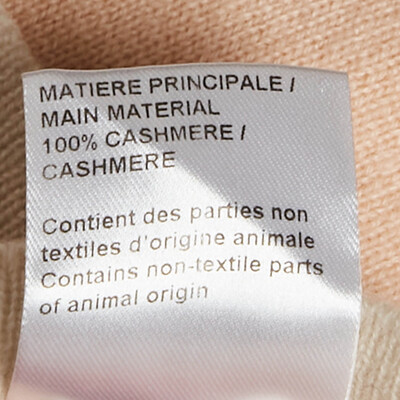 MATIERE PRINCIPALE /
MAIN MATERIAL
100% CASHMERE /
CASHMERE
Contient des parties non
textiles d'origine animale
Contains non-textile parts
of animal origin